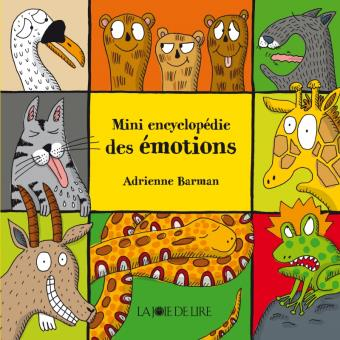 Mini encyclopédie
des émotions
Adrienne Barman
LA JOIE DE LIRE